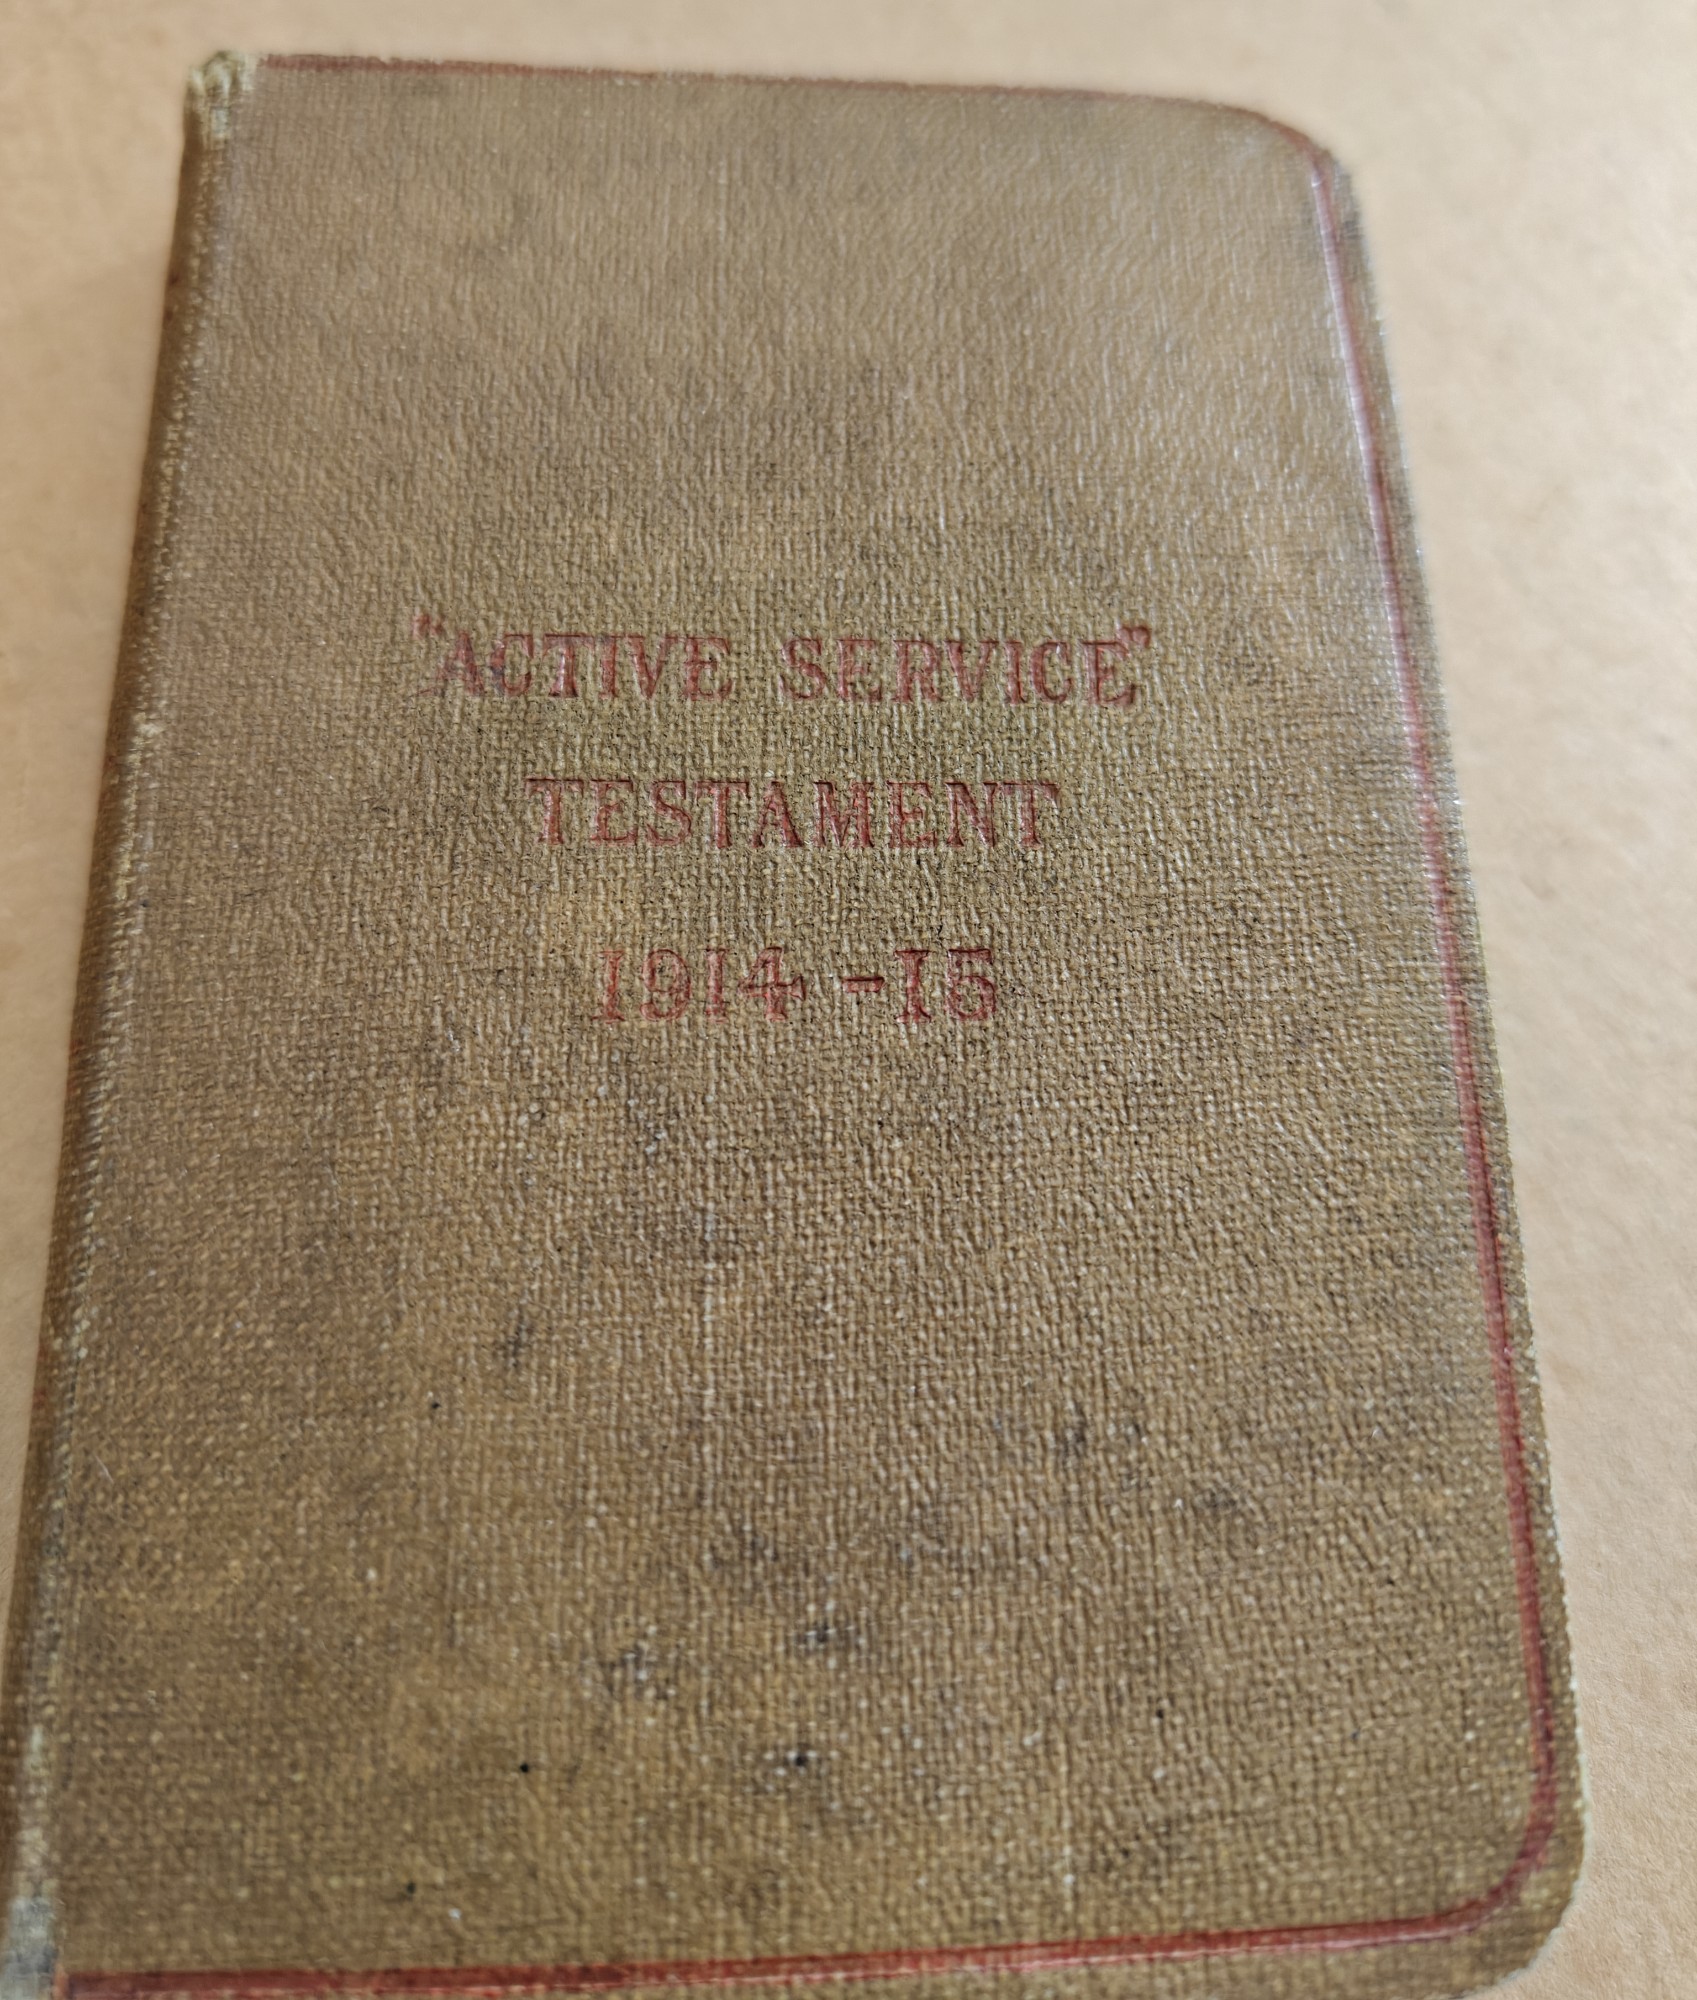 "ACTIVE SERVICE"
TESTAMENT
1914-15